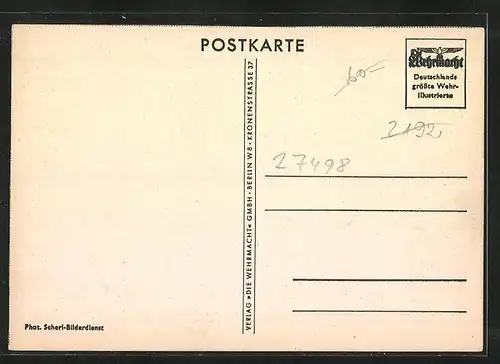 POSTKARTE
Die Wehrmacht
Deutschlands
größte Wehr-
illustrierte
60-
2192
27498
VERLAG »DIE WEHRMACHT« GMBH · BERLIN W8 · KRONENSTRASSE 37
Phot. Scherl-Bilderdienst